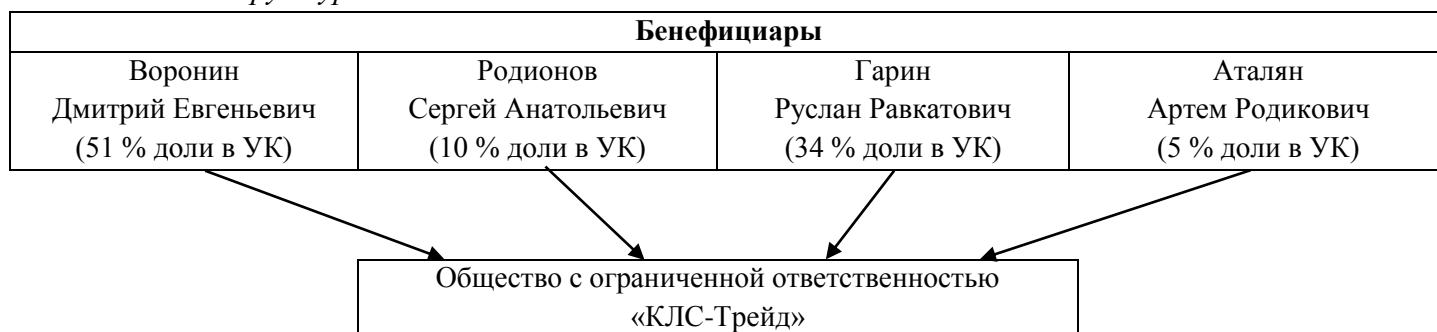 Бенефициары
Воронин Дмитрий Евгеньевич (51 % доли в УК)
Родионов Сергей Анатольевич (10 % доли в УК)
Гарин Руслан Равкатович (34 % доли в УК)
Аталян Артем Родикович (5 % доли в УК)
Общество с ограниченной ответственностью
«КЛС-Трейд»